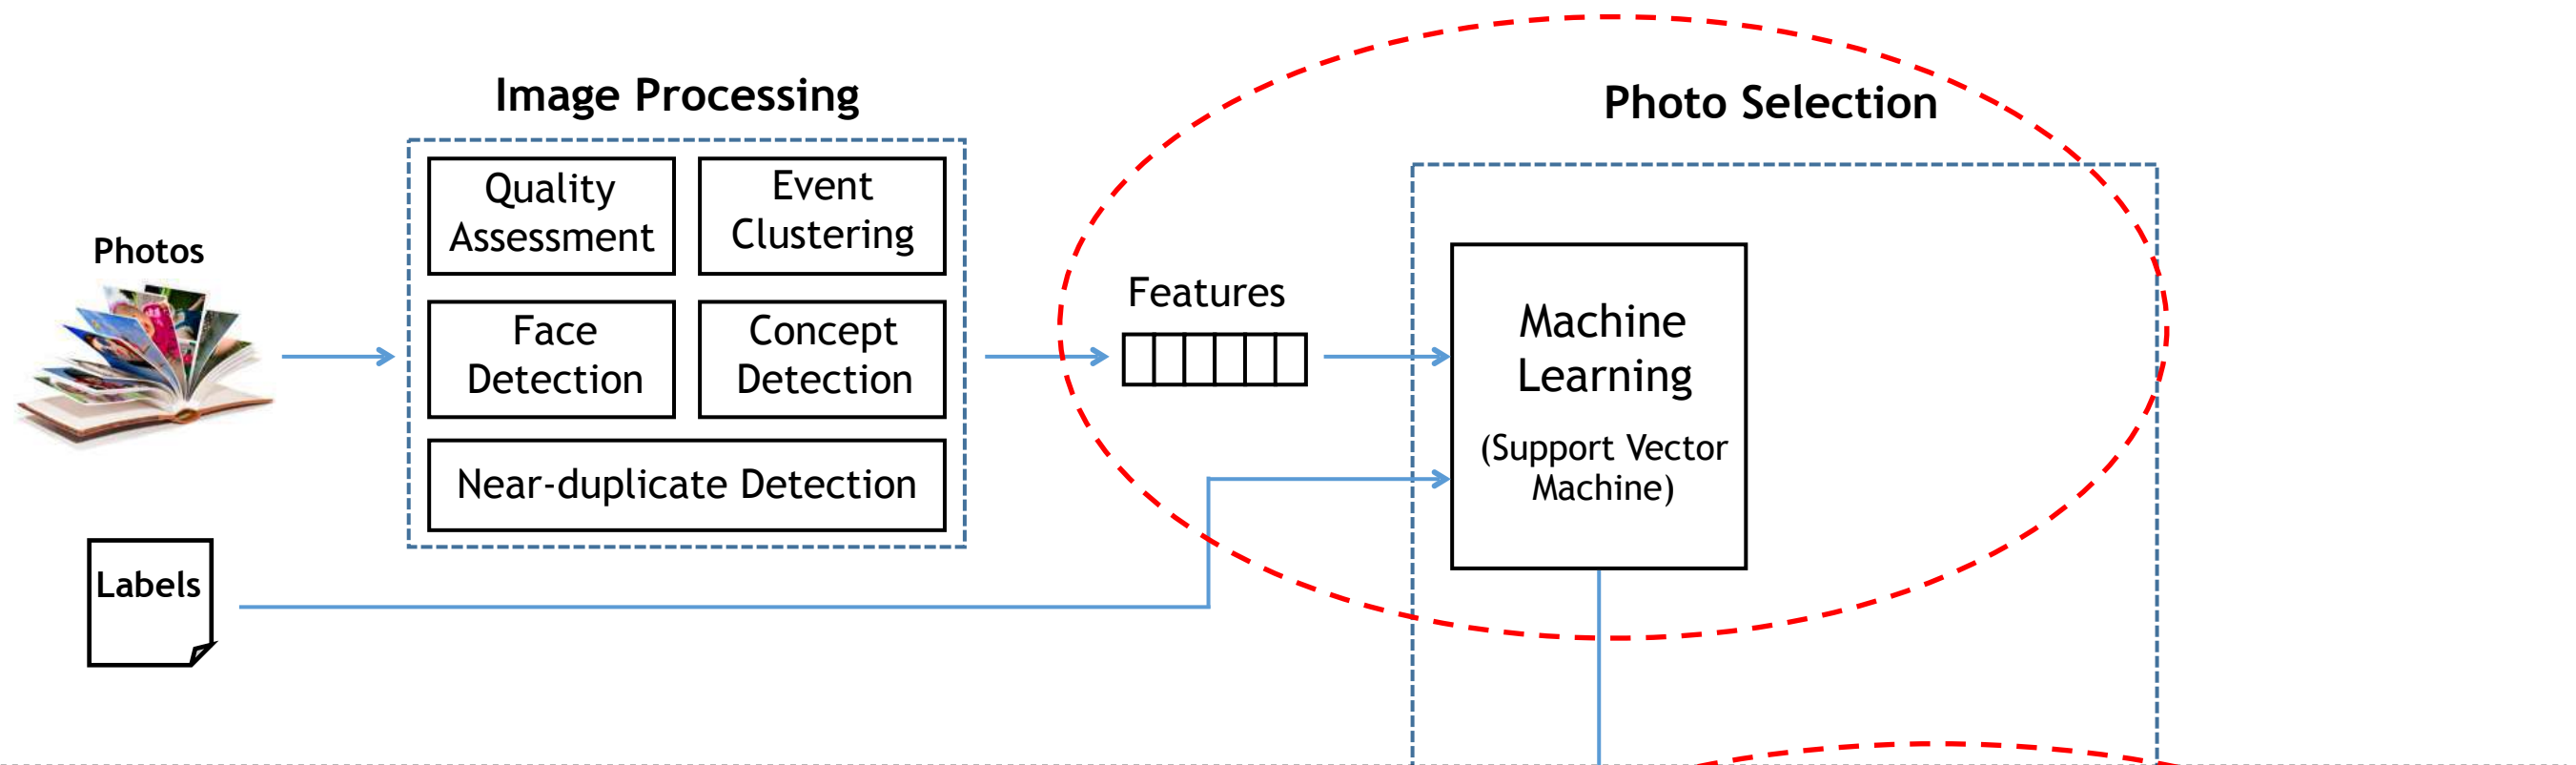 Image Processing
Photo Selection
Quality
Assessment
Event
Clustering
Photos
Face
Detection
Concept
Detection
Near-duplicate Detection
Features
Machine
Learning
(Support Vector
Machine)
Labels